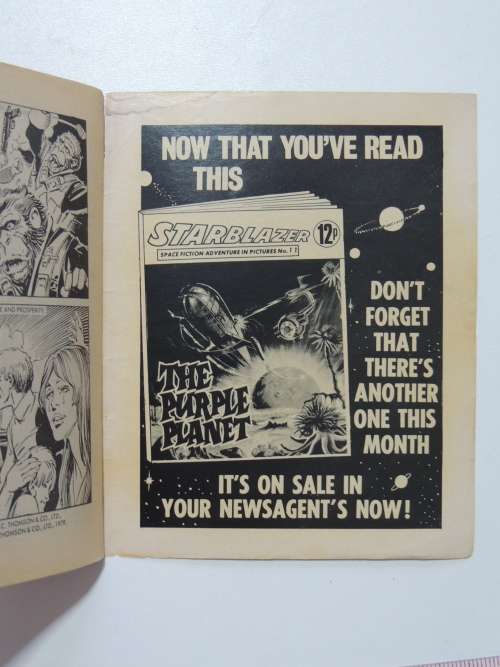 E AND PROSPERITY.
C. THOMSON & CO., LTD.,
THOMSON & CO., LTD., 1979.
NOW THAT YOU'VE READ
THIS
STARBLAZER 12p
SPACE FICTION ADVENTURE IN PICTURES No. 11
THE
PURPLE
PLANET
DON'T
FORGET
THAT
THERE'S
ANOTHER
ONE THIS
MONTH
IT'S ON SALE IN
YOUR NEWSAGENT'S NOW!